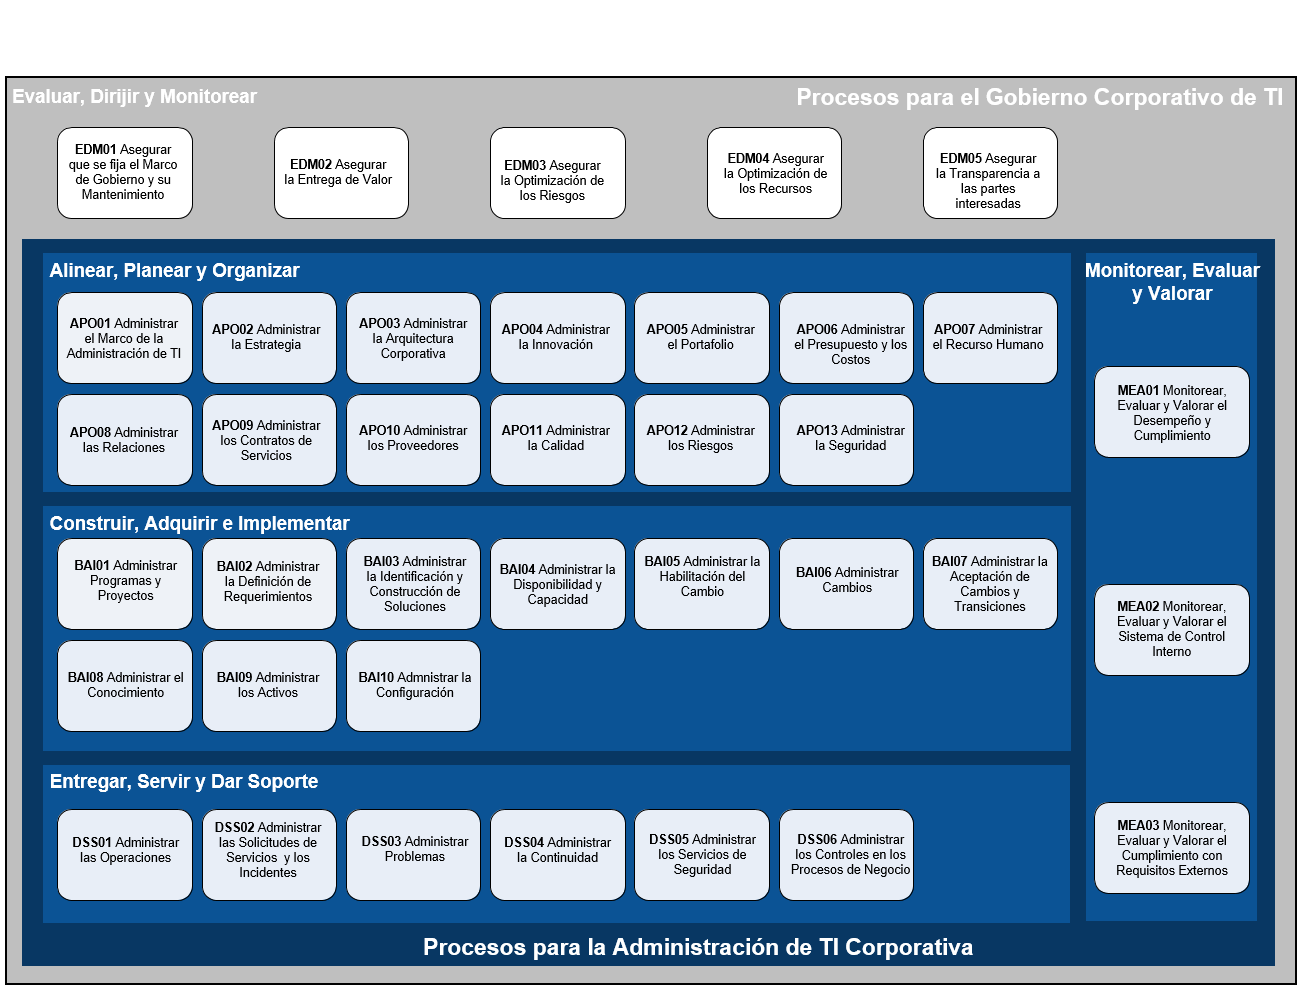 Evaluar, Dirijir y Monitorear
Procesos para el Gobierno Corporativo de TI
EDM01 Asegurar
que se fija el Marco
de Gobierno y su
Mantenimiento
EDM02 Asegurar
la Entrega de Valor
EDM03 Asegurar
la Optimización de
los Riesgos
EDM04 Asegurar
la Optimización de
los Recursos
EDM05 Asegurar
la Transparencia a
las partes
interesadas
Alinear, Planear y Organizar
APO01 Administrar
el Marco de la
Administración de TI
APO02 Administrar
la Estrategia
APO03 Administrar
la Arquitectura
Corporativa
APO04 Administrar
la Innovación
APO05 Administrar
el Portafolio
APO06 Administrar
el Presupuesto y los
Costos
APO07 Administrar
el Recurso Humano
APO08 Administrar
las Relaciones
APO09 Administrar
los Contratos de
Servicios
APO10 Administrar
los Proveedores
APO11 Administrar
la Calidad
APO12 Administrar
los Riesgos
APO13 Administrar
la Seguridad
Construir, Adquirir e Implementar
BAI01 Administrar
Programas y
Proyectos
BAI02 Administrar
la Definición de
Requerimientos
BAI03 Administrar
la Identificación y
Construcción de
Soluciones
BAI04 Administrar la
Disponibilidad y
Capacidad
BAI05 Administrar la
Habilitación del
Cambio
BAI06 Administrar
Cambios
BAI07 Administrar la
Aceptación de
Cambios y
Transiciones
BAI08 Administrar el
Conocimiento
BAI09 Administrar
los Activos
BAI10 Admnistrar la
Configuración
Entregar, Servir y Dar Soporte
DSS01 Administrar
las Operaciones
DSS02 Administrar
las Solicitudes de
Servicios y los
Incidentes
DSS03 Administrar
Problemas
DSS04 Administrar
la Continuidad
DSS05 Administrar
los Servicios de
Seguridad
DSS06 Administrar
los Controles en los
Procesos de Negocio
Monitorear, Evaluar
y Valorar
MEA01 Monitorear,
Evaluar y Valorar el
Desempeño y
Cumplimiento
MEA02 Monitorear,
Evaluar y Valorar el
Sistema de Control
Interno
MEA03 Monitorear,
Evaluar y Valorar el
Cumplimiento con
Requisitos Externos
Procesos para la Administración de TI Corporativa